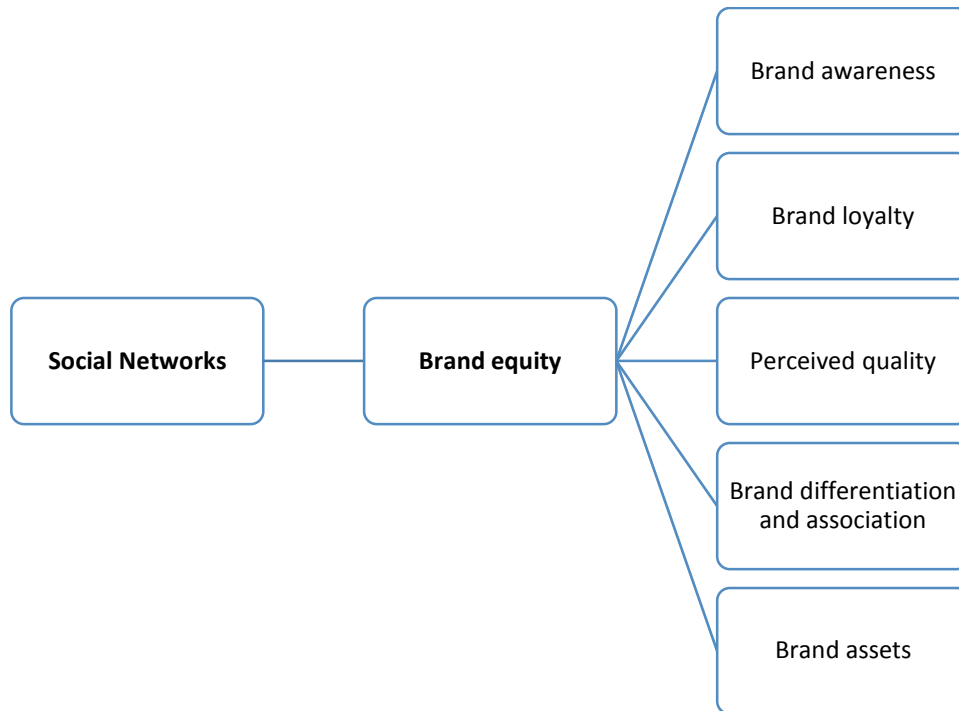 Brand awareness
Brand loyalty
Social Networks
Brand equity
Perceived quality
Brand differentiation
and association
Brand assets